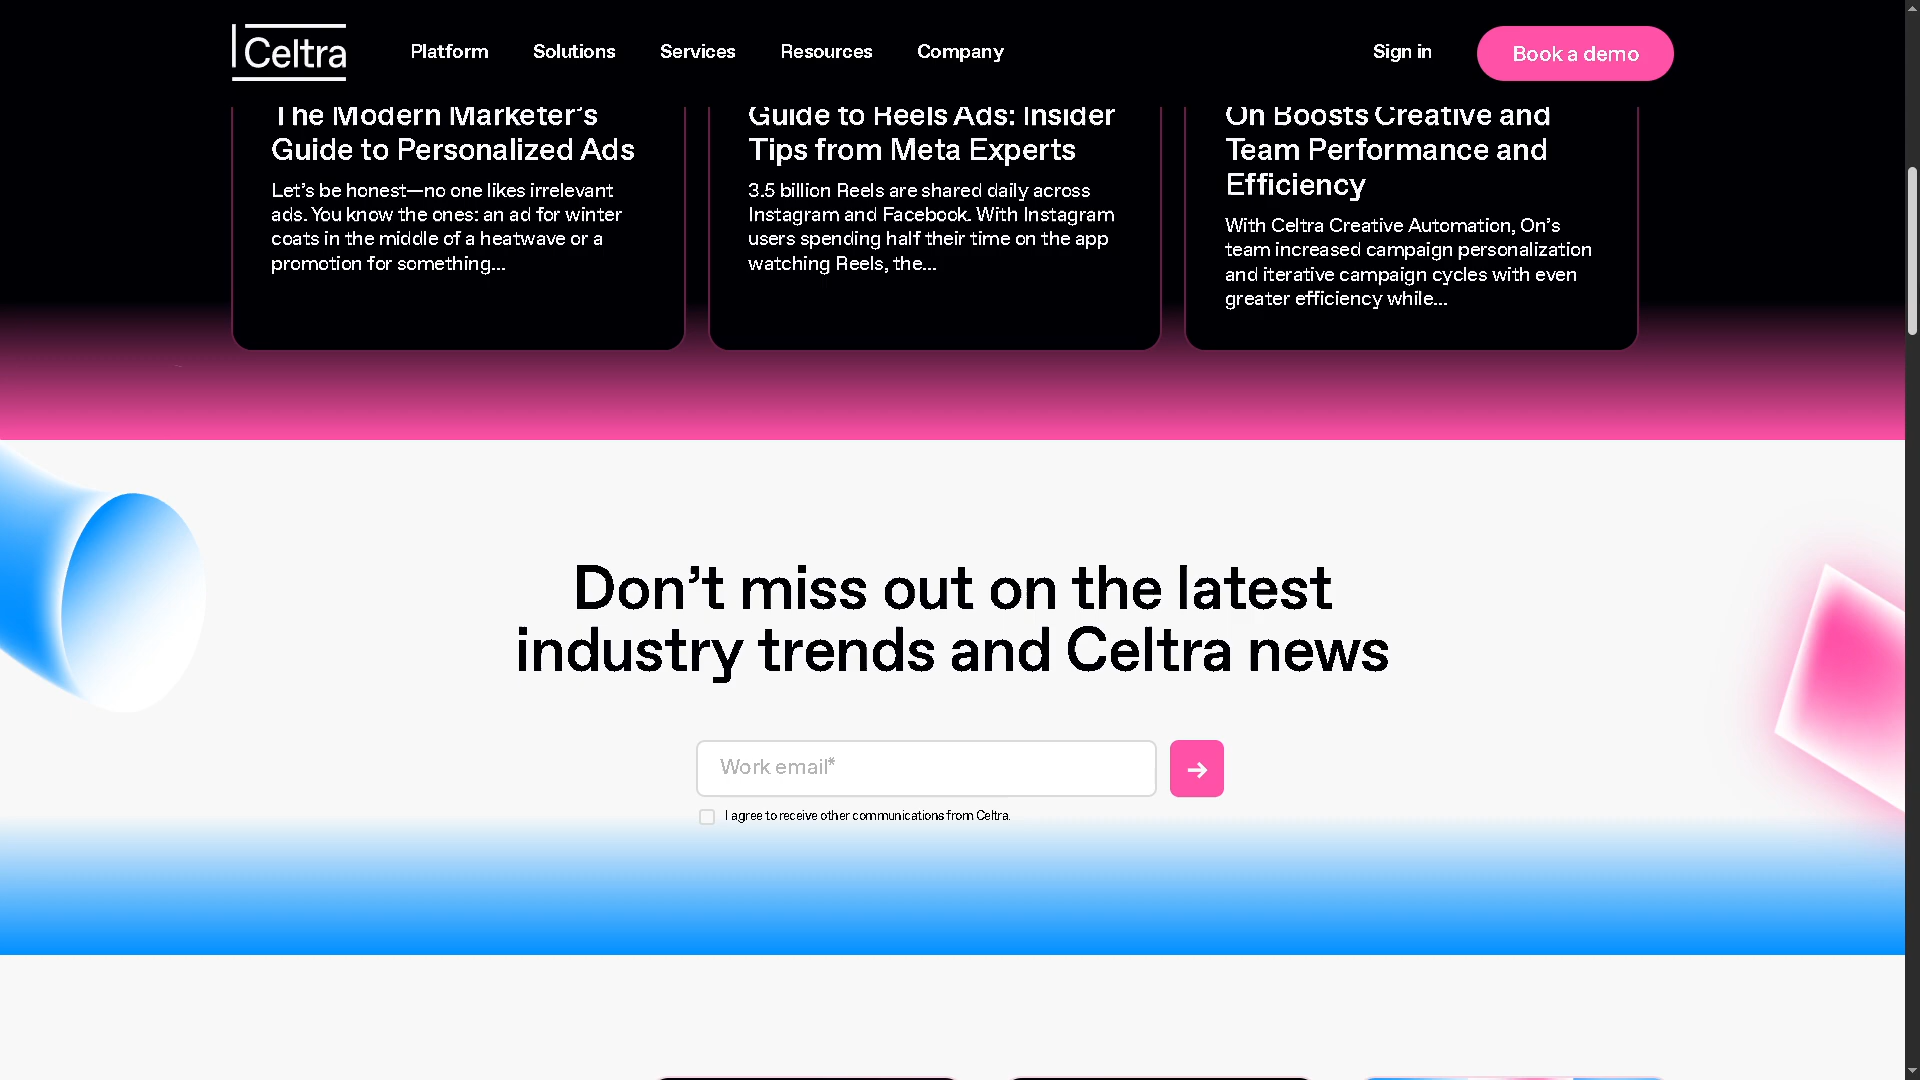 Celtra
Platform
Solutions
Services
Resources
Company
Sign in
Book a demo
The Modern Marketer's
Guide to Personalized Ads
Let's be honest—no one likes irrelevant
ads. You know the ones: an ad for winter
coats in the middle of a heatwave or a
promotion for something...
Guide to Reels Ads: Insider
Tips from Meta Experts
3.5 billion Reels are shared daily across
Instagram and Facebook. With Instagram
users spending half their time on the app
watching Reels, the...
On Boosts Creative and
Team Performance and
Efficiency
With Celtra Creative Automation, On's
team increased campaign personalization
and iterative campaign cycles with even
greater efficiency while...
Don't miss out on the latest
industry trends and Celtra news
Work email*
I agree to receive other communications from Celtra.